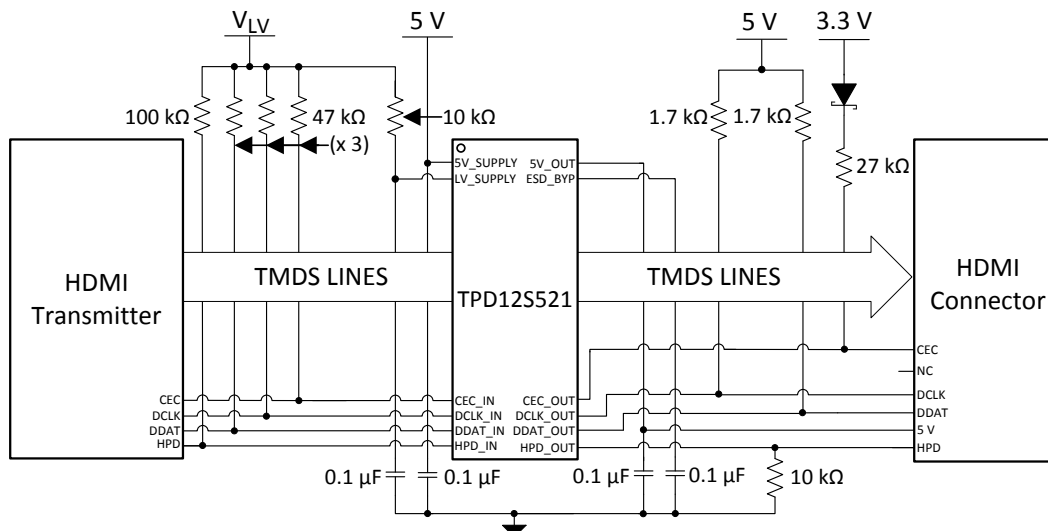 V_LV
5 V
5 V
3.3 V
100 kΩ
47 kΩ
(x 3)
10 kΩ
1.7 kΩ
1.7 kΩ
27 kΩ
HDMI
Transmitter
CEC
DCLK
DDAT
HPD
TMDS LINES
5V_SUPPLY
LV_SUPPLY
5V_OUT
ESD_BYP
TPD12S521
CEC_IN
DCLK_IN
DDAT_IN
HPD_IN
CEC_OUT
DCLK_OUT
DDAT_OUT
HPD_OUT
TMDS LINES
HDMI
Connector
CEC
NC
DCLK
DDAT
5 V
HPD
0.1 µF
0.1 µF
0.1 µF
0.1 µF
10 kΩ